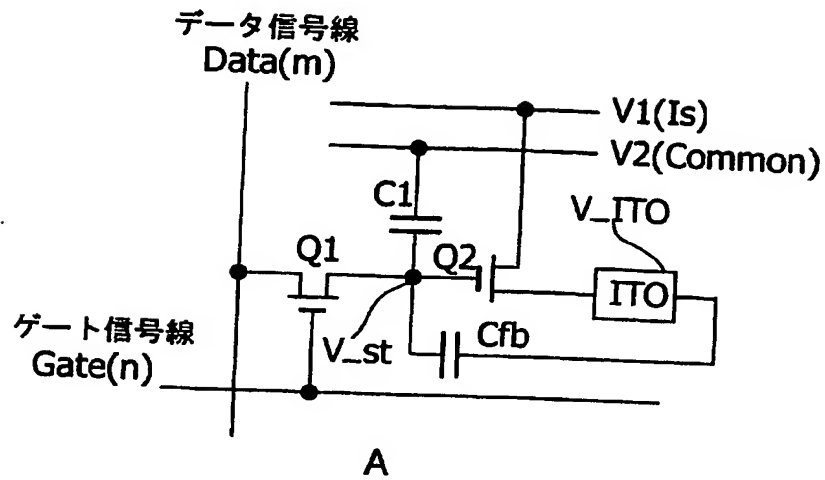 データ信号線
Data(m)
V1(Is)
V2(Common)
C1
V_ITO
Q1
Q2
ITO
ゲート信号線
Gate(n)
V_st
Cfb
A